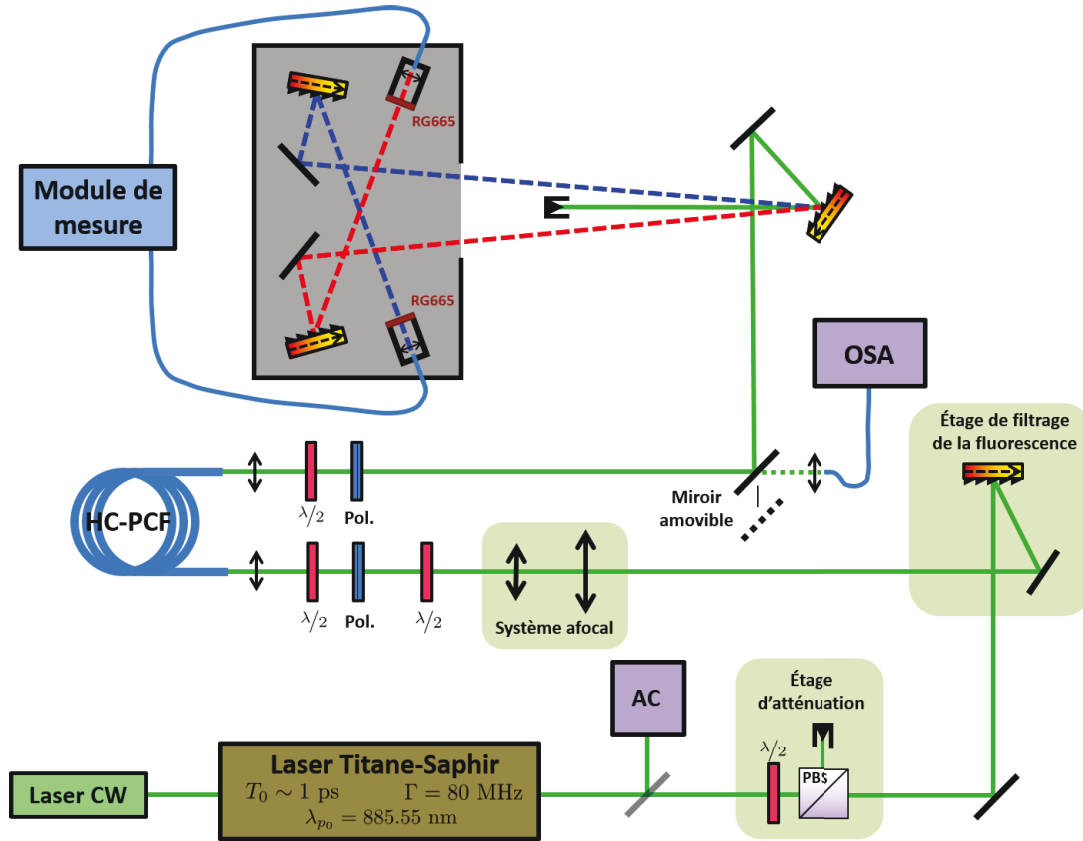 RG665
Module de
mesure
RG665
OSA
Étage de filtrage
de la fluorescence
Miroir
amovible
λ/2
Pol.
HC-PCF
λ/2
Pol.
λ/2
Système afocal
AC
Étage
d'atténuation
λ/2
PBS
Laser CW
Laser Titane-Saphir
T₀ ∼ 1 ps Γ = 80 MHz
λ_{p₀} = 885.55 nm